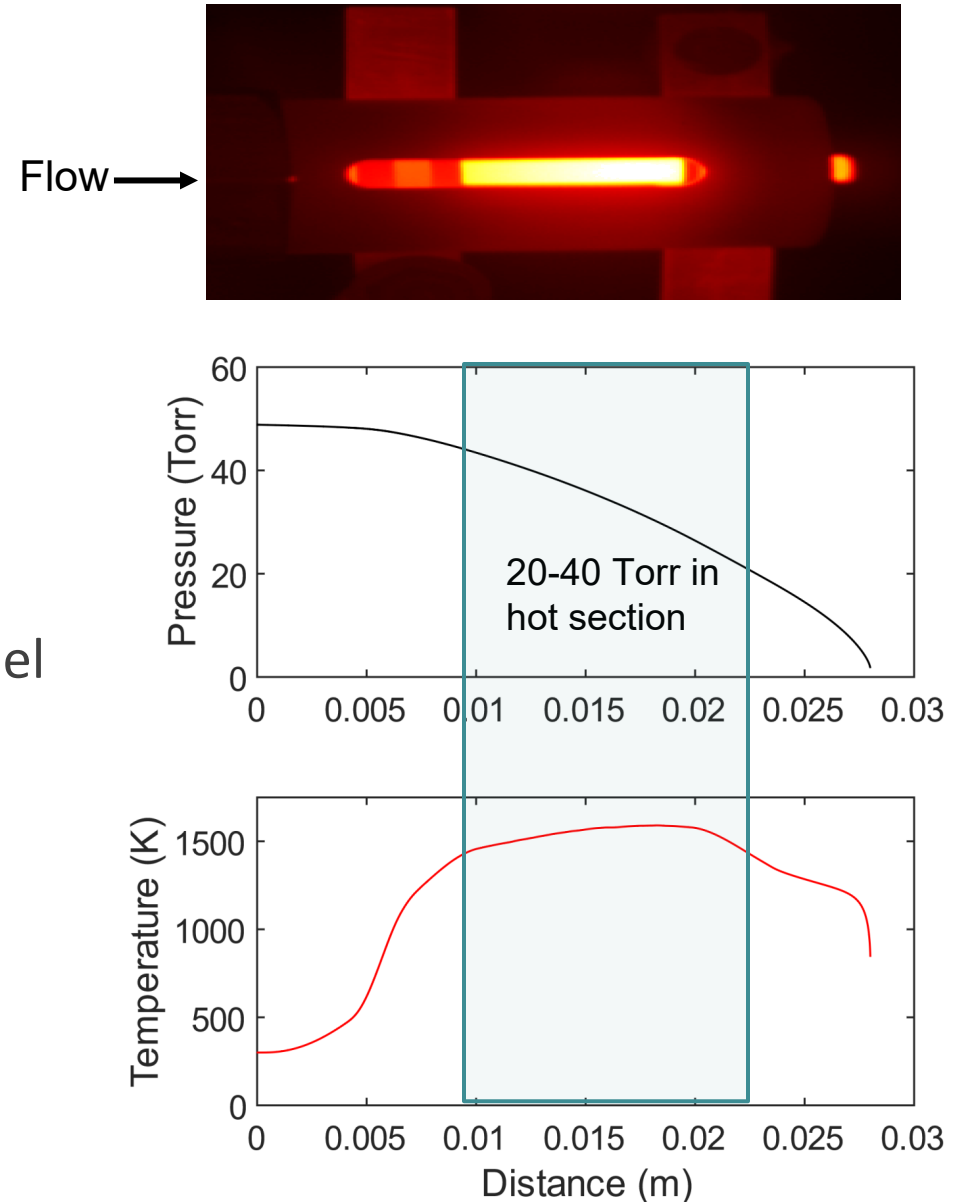 Flow
60
40
20
0
Pressure (Torr)
20-40 Torr in
hot section
0 0.005 0.01 0.015 0.02 0.025 0.03
el
1500
1000
500
0
Temperature (K)
0 0.005 0.01 0.015 0.02 0.025 0.03
Distance (m)